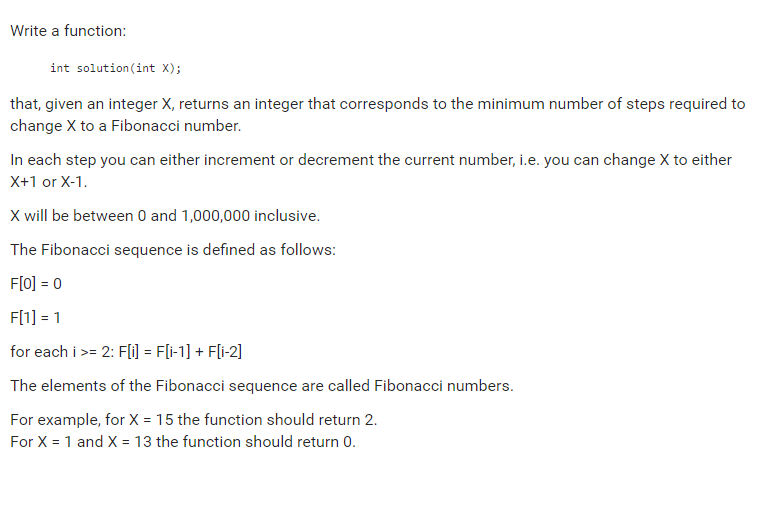 Write a function:
int solution(int X);
that, given an integer X, returns an integer that corresponds to the minimum number of steps required to
change X to a Fibonacci number.
In each step you can either increment or decrement the current number, i.e. you can change X to either
X+1 or X-1.
X will be between 0 and 1,000,000 inclusive.
The Fibonacci sequence is defined as follows:
F[0] = 0
F[1] = 1
for each i >= 2: F[i] = F[i-1] + F[i-2]
The elements of the Fibonacci sequence are called Fibonacci numbers.
For example, for X = 15 the function should return 2.
For X = 1 and X = 13 the function should return 0.